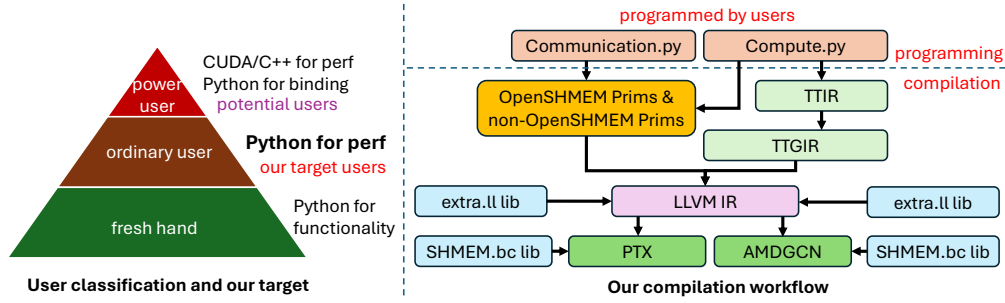 power
user
ordinary user
fresh hand
CUDA/C++ for perf
Python for binding
potential users
Python for perf
our target users
Python for
functionality
User classification and our target
programmed by users
Communication.py
Compute.py
programming
compilation
OpenSHMEM Prims &
non-OpenSHMEM Prims
TTIR
TTGIR
extra.ll lib
LLVM IR
extra.ll lib
SHMEM.bc lib
PTX
AMDGCN
SHMEM.bc lib
Our compilation workflow